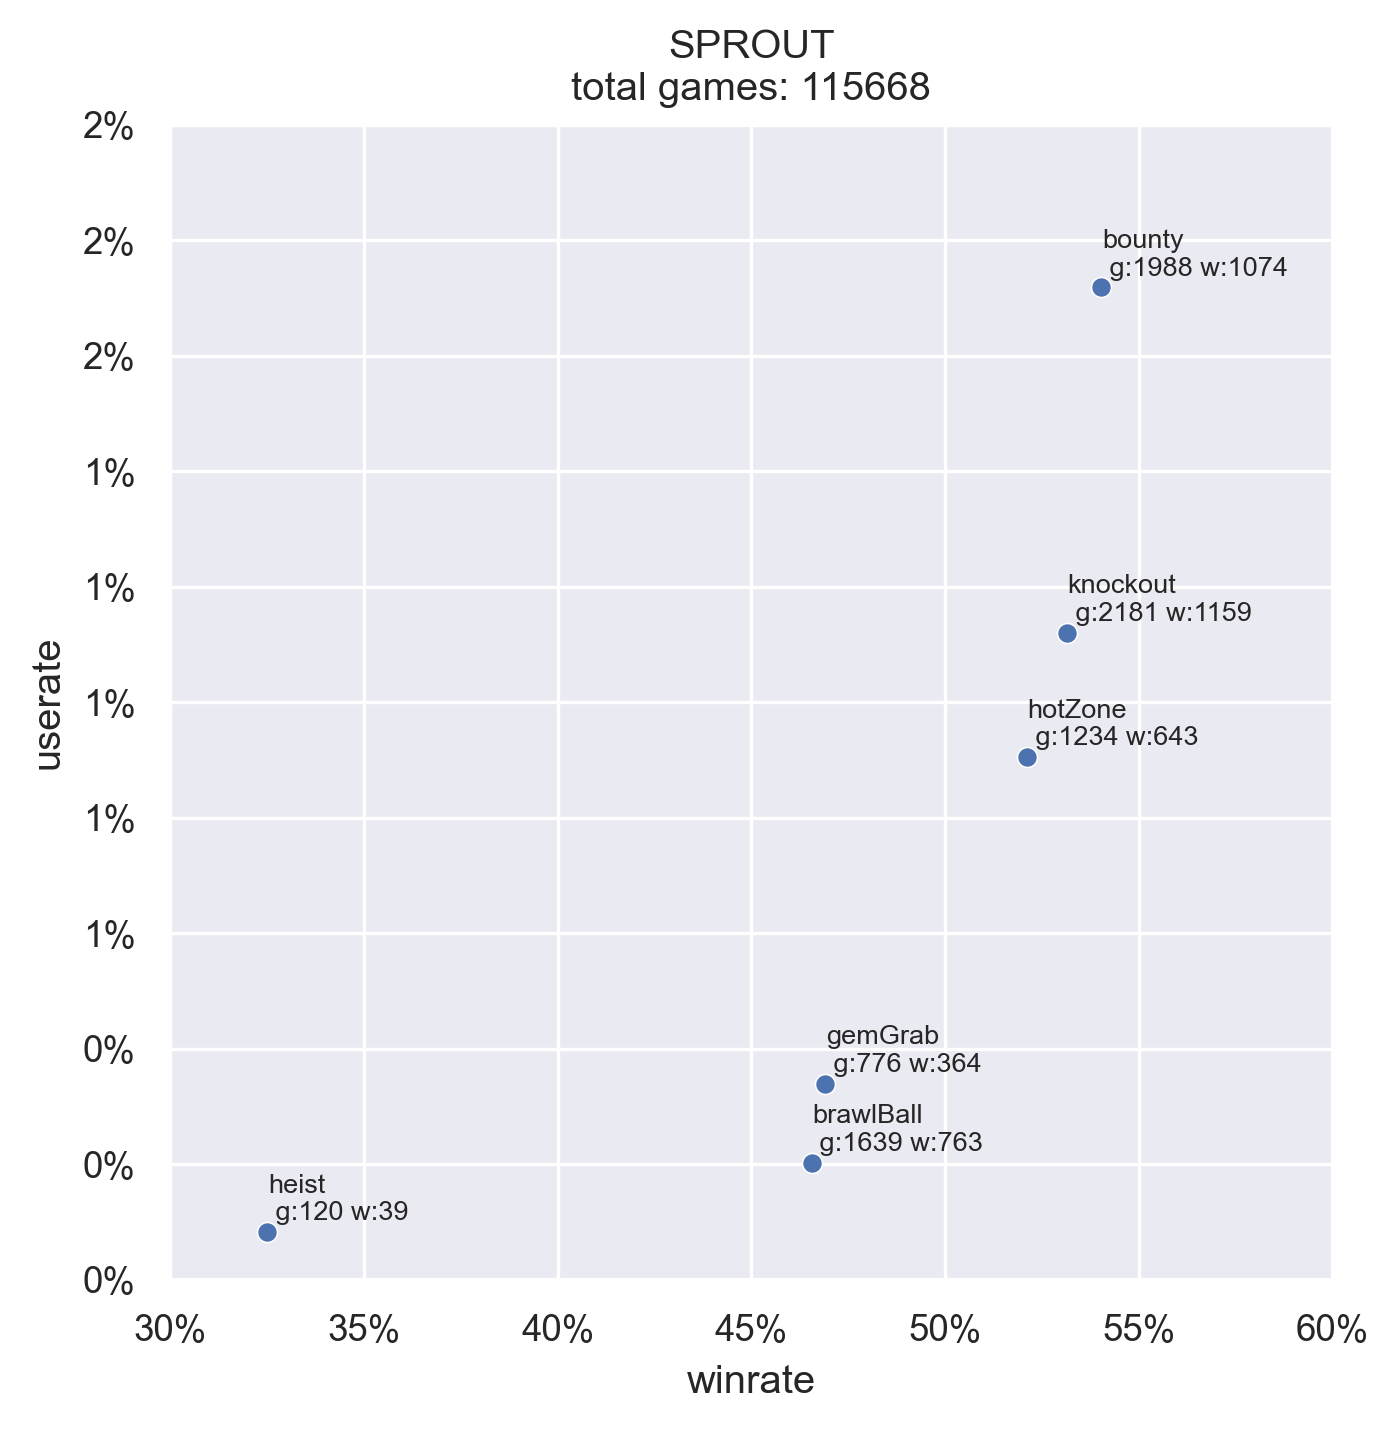 SPROUT
total games: 115668
2%
2%
2%
1%
1%
1%
1%
1%
0%
0%
0%
userate
bounty
g:1988 w:1074
knockout
g:2181 w:1159
hotZone
g:1234 w:643
gemGrab
g:776 w:364
brawlBall
g:1639 w:763
heist
g:120 w:39
30% 35% 40% 45% 50% 55% 60%
winrate